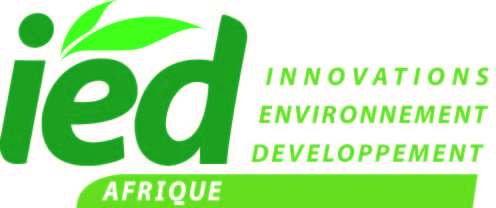 ied
INNOVATIONS
ENVIRONNEMENT
DEVELOPPEMENT
AFRIQUE